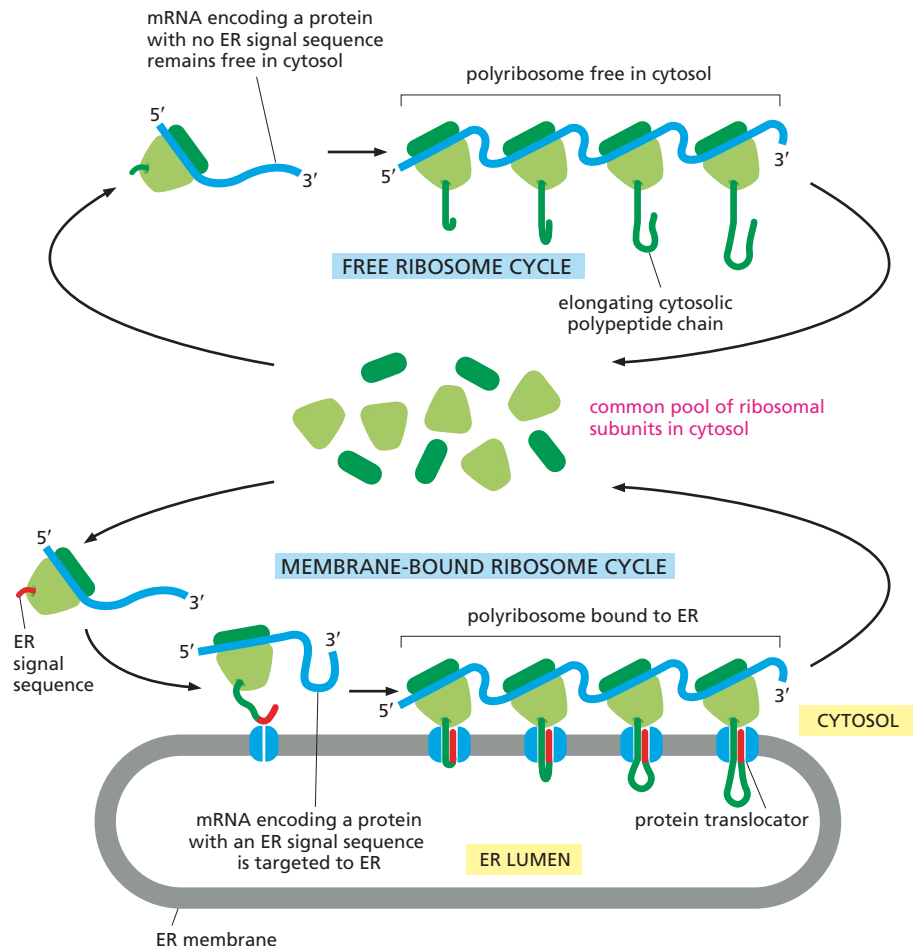 mRNA encoding a protein
with no ER signal sequence
remains free in cytosol
polyribosome free in cytosol
5′
3′
5′
3′
FREE RIBOSOME CYCLE
elongating cytosolic
polypeptide chain
common pool of ribosomal
subunits in cytosol
5′
3′
ER
signal
sequence
MEMBRANE-BOUND RIBOSOME CYCLE
polyribosome bound to ER
5′
3′
5′
3′
CYTOSOL
mRNA encoding a protein
with an ER signal sequence
is targeted to ER
protein translocator
ER LUMEN
ER membrane